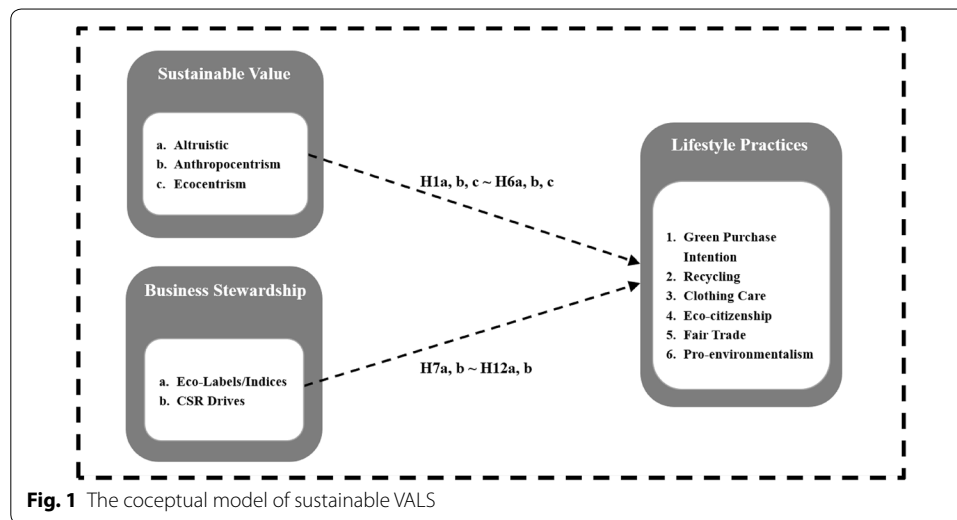 Sustainable Value
a. Altruistic
b. Anthropocentrism
c. Ecocentrism
H1a, b, c ~ H6a, b, c
Business Stewardship
a. Eco-Labels/Indices
b. CSR Drives
H7a, b ~ H12a, b
Lifestyle Practices
1. Green Purchase
Intention
2. Recycling
3. Clothing Care
4. Eco-citizenship
5. Fair Trade
6. Pro-environmentalism
Fig. 1 The coceptual model of sustainable VALS